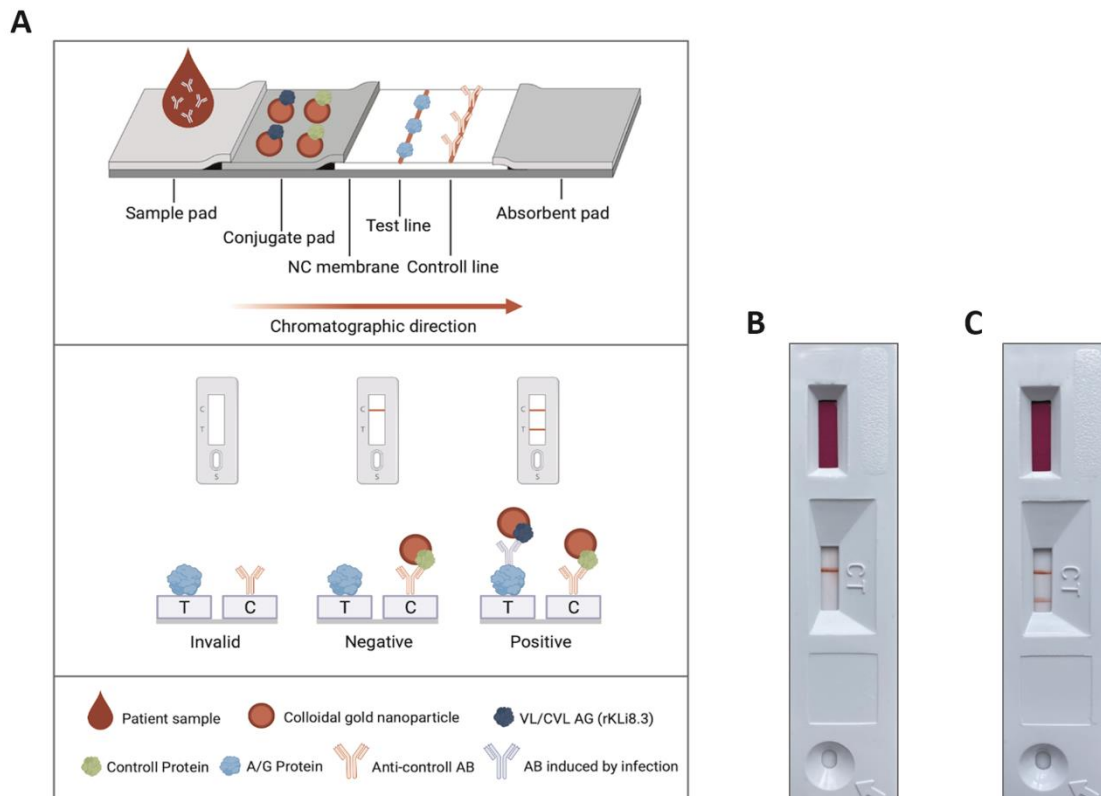 A
Sample pad
Conjugate pad
Test line
Absorbent pad
NC membrane
Controll line
Chromatographic direction
C
T
S
C
T
S
C
T
S
T
C
T
C
T
C
Invalid
Negative
Positive
Patient sample
Colloidal gold nanoparticle
VL/CVL AG (rKLi8.3)
Controll Protein
A/G Protein
Anti-controll AB
AB induced by infection
B
C
CT
CT